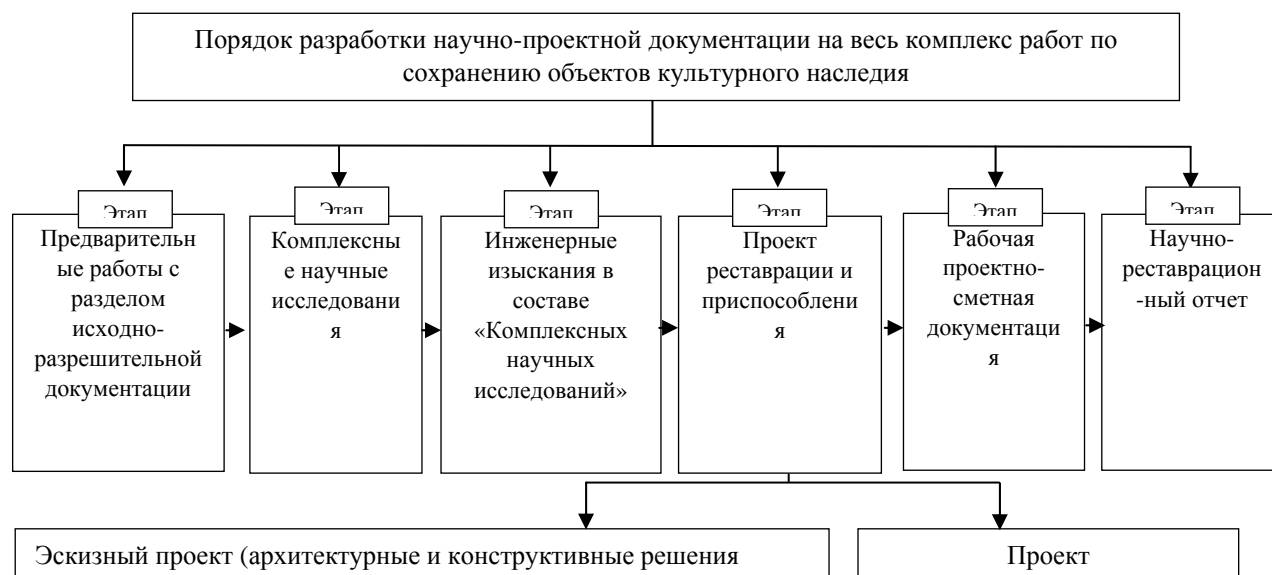 Порядок разработки научно-проектной документации на весь комплекс работ по
сохранению объектов культурного наследия
Этап
Предварительн
ые работы с
разделом
исходно-
разрешительной
документации
Этап
Комплексны
е научные
исследовани
я
Этап
Инженерные
изыскания в
составе
«Комплексных
научных
исследований»
Этап
Проект
реставрации и
приспособлени
я
Этап
Рабочая
проектно-
сметная
документаци
я
Этап
Научно-
реставрацион
-ный отчет
Эскизный проект (архитектурные и конструктивные решения
Проект